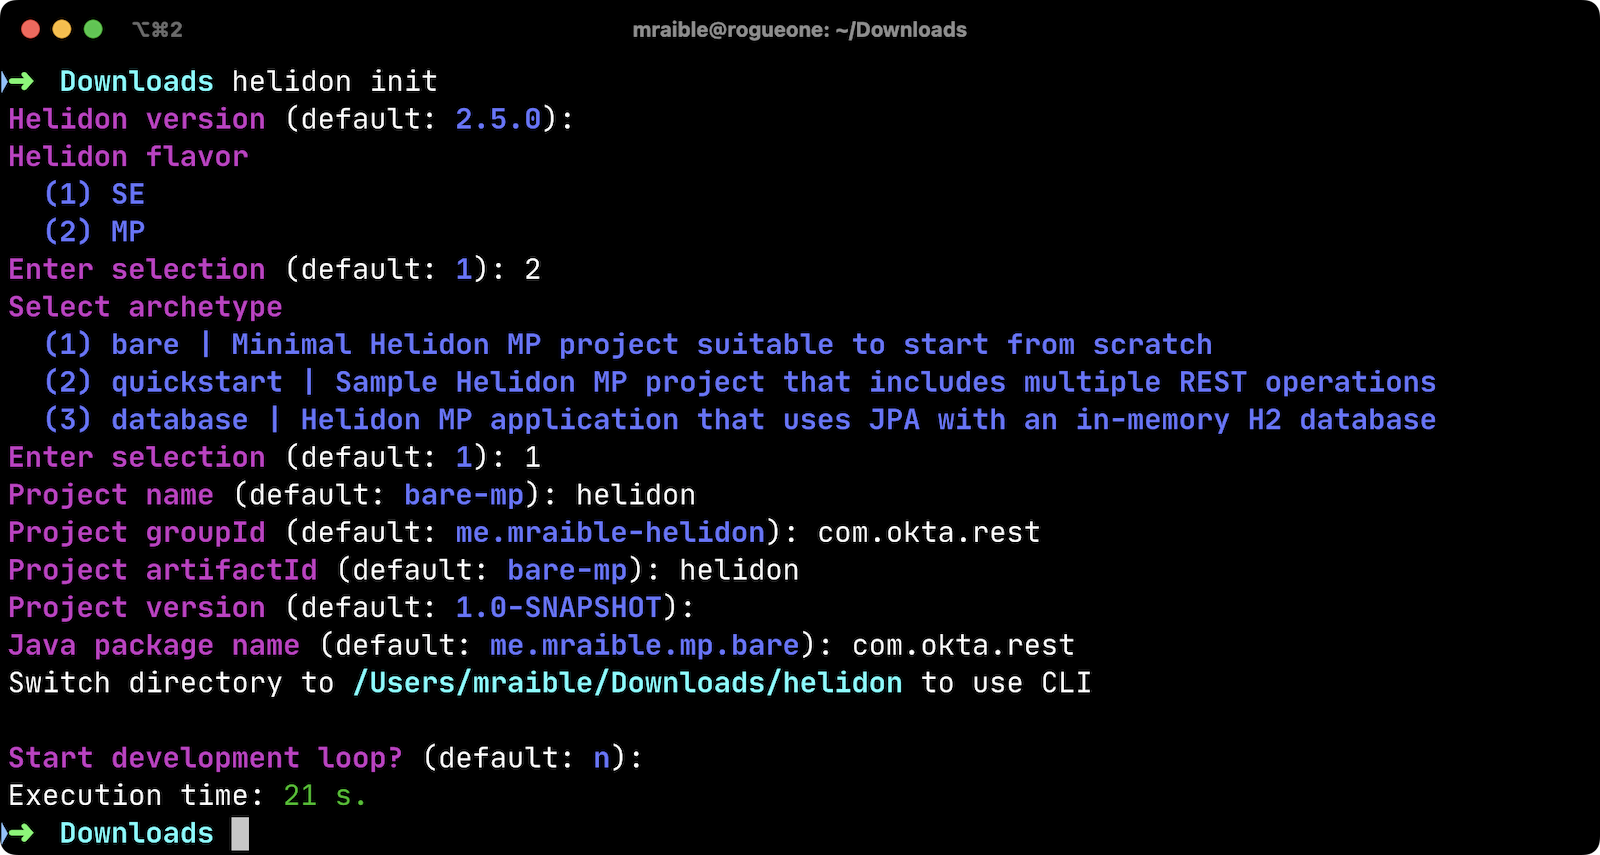 ⌥⌘2
mraible@rogueone: ~/Downloads
➜ Downloads helidon init
Helidon version (default: 2.5.0):
Helidon flavor
(1) SE
(2) MP
Enter selection (default: 1): 2
Select archetype
(1) bare | Minimal Helidon MP project suitable to start from scratch
(2) quickstart | Sample Helidon MP project that includes multiple REST operations
(3) database | Helidon MP application that uses JPA with an in-memory H2 database
Enter selection (default: 1): 1
Project name (default: bare-mp): helidon
Project groupId (default: me.mraible-helidon): com.okta.rest
Project artifactId (default: bare-mp): helidon
Project version (default: 1.0-SNAPSHOT):
Java package name (default: me.mraible.mp.bare): com.okta.rest
Switch directory to /Users/mraible/Downloads/helidon to use CLI
Start development loop? (default: n):
Execution time: 21 s.
➜ Downloads